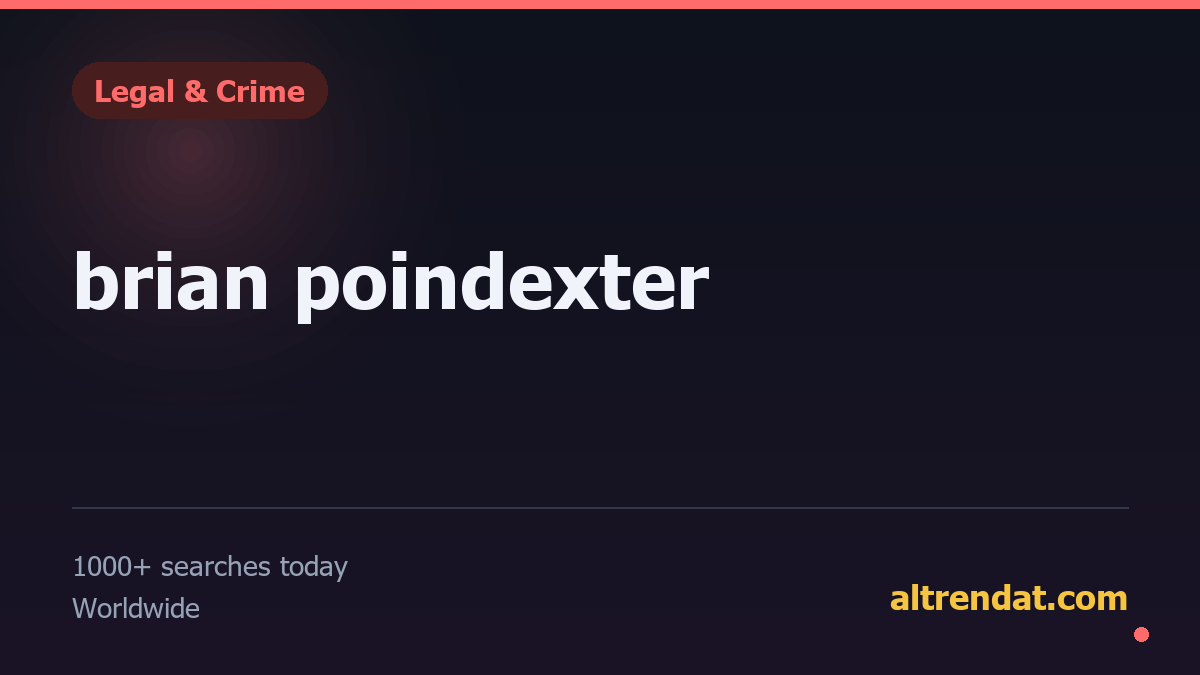 Legal & Crime
brian poindexter
1000+ searches today
Worldwide
altrendat.com